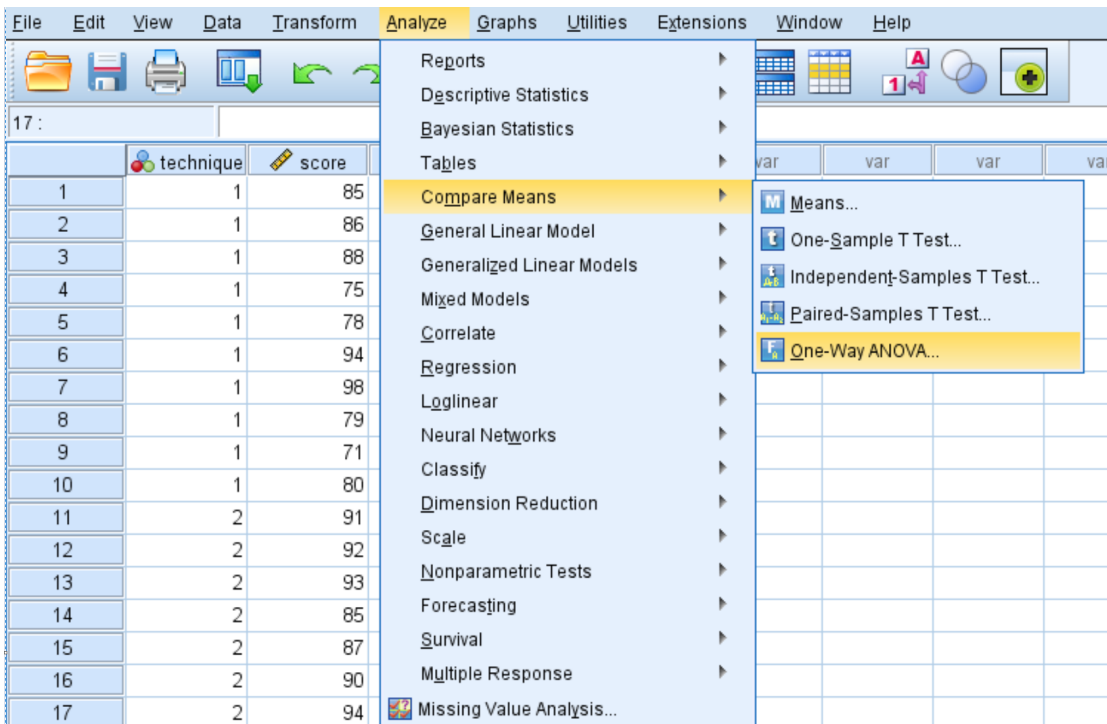 File Edit View Data Transform Analyze Graphs Utilities Extensions Window Help
17 :
technique score var var var va
1 1 85
2 1 86
3 1 88
4 1 75
5 1 78
6 1 94
7 1 98
8 1 79
9 1 71
10 1 80
11 2 91
12 2 92
13 2 93
14 2 85
15 2 87
16 2 90
17 2 94
Reports
Descriptive Statistics
Bayesian Statistics
Tables
Compare Means
General Linear Model
Generalized Linear Models
Mixed Models
Correlate
Regression
Loglinear
Neural Networks
Classify
Dimension Reduction
Scale
Nonparametric Tests
Forecasting
Survival
Multiple Response
Missing Value Analysis...
M Means...
t One-Sample T Test...
Independent-Samples T Test...
Paired-Samples T Test...
One-Way ANOVA...
A
1